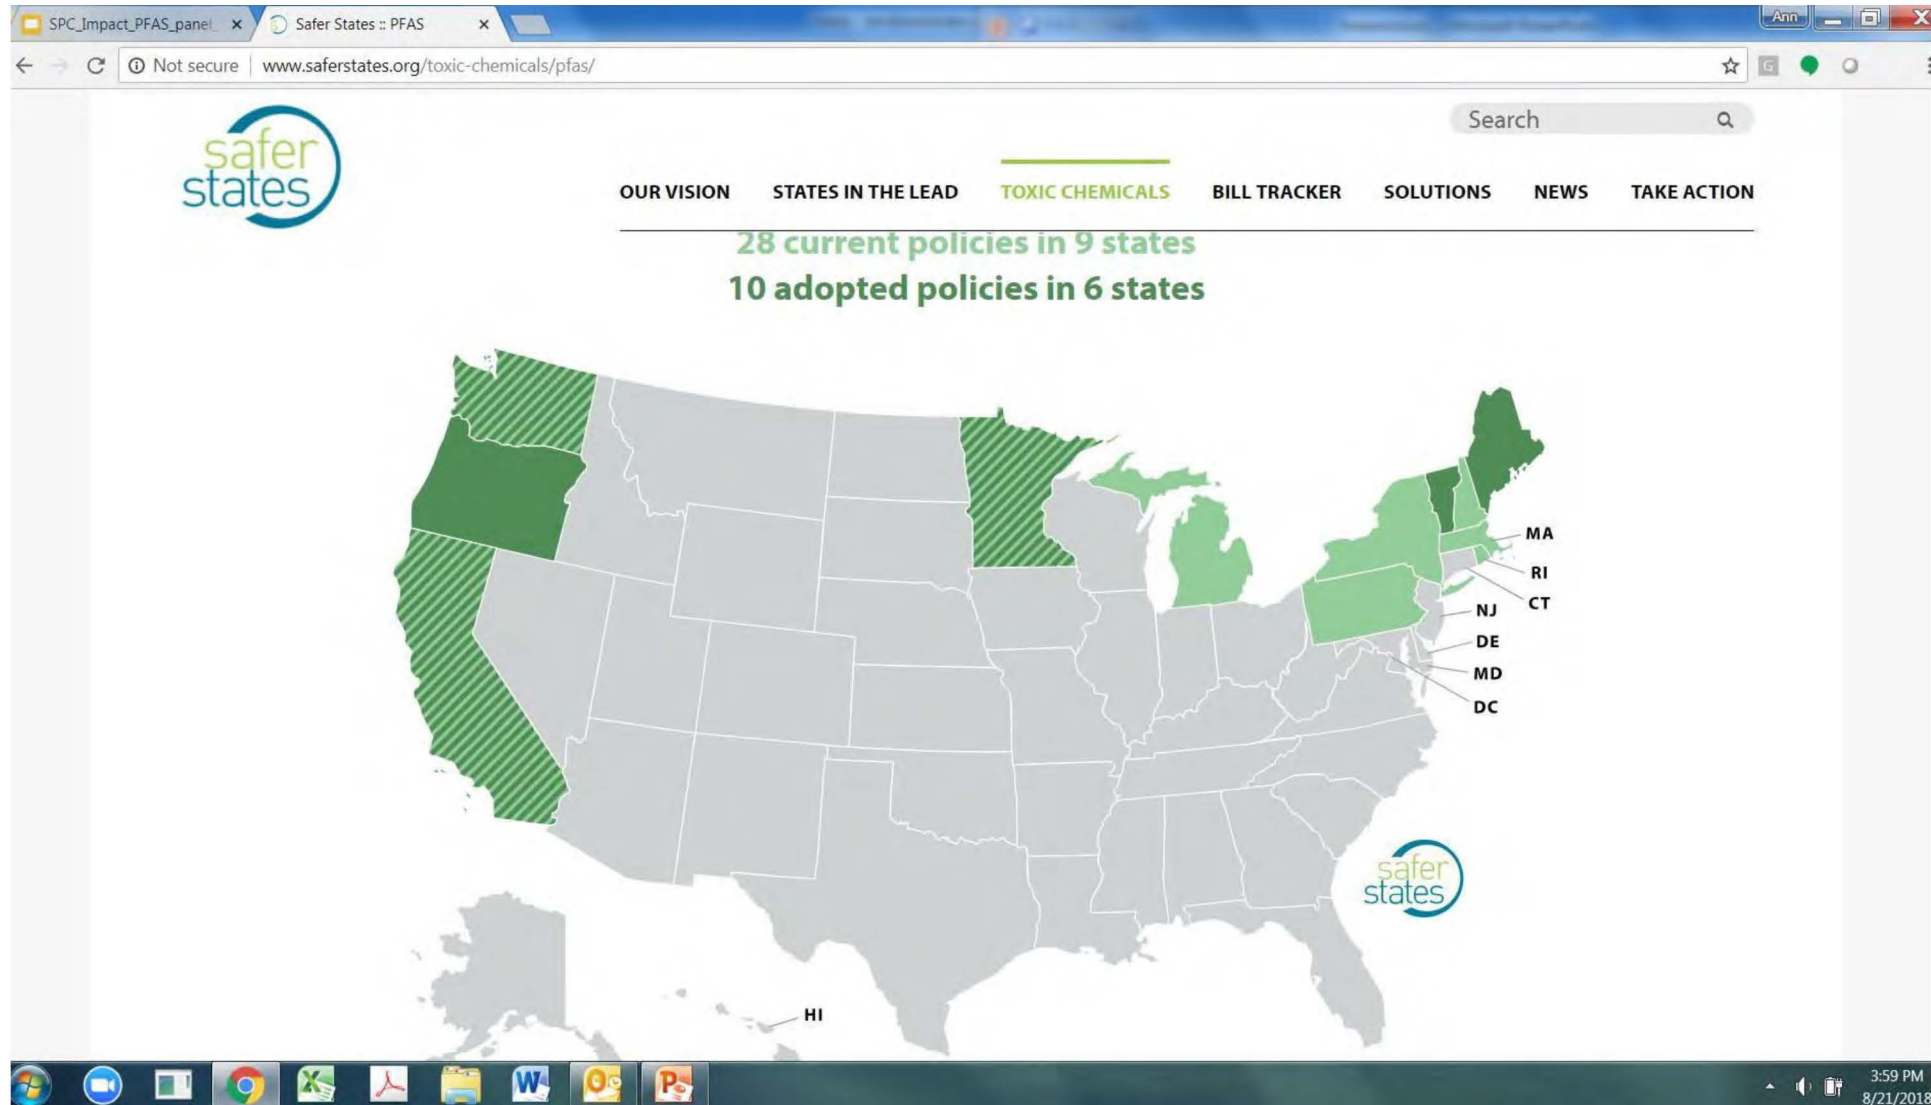 SPC_Impact_PFAS_panel
Safer States :: PFAS
Ann
Not secure | www.saferstates.org/toxic-chemicals/pfas/
safer
states
Search
OUR VISION STATES IN THE LEAD TOXIC CHEMICALS BILL TRACKER SOLUTIONS NEWS TAKE ACTION
28 current policies in 9 states
10 adopted policies in 6 states
MA
RI
CT
NJ
DE
MD
DC
safer
states
HI
3:59 PM
8/21/2018